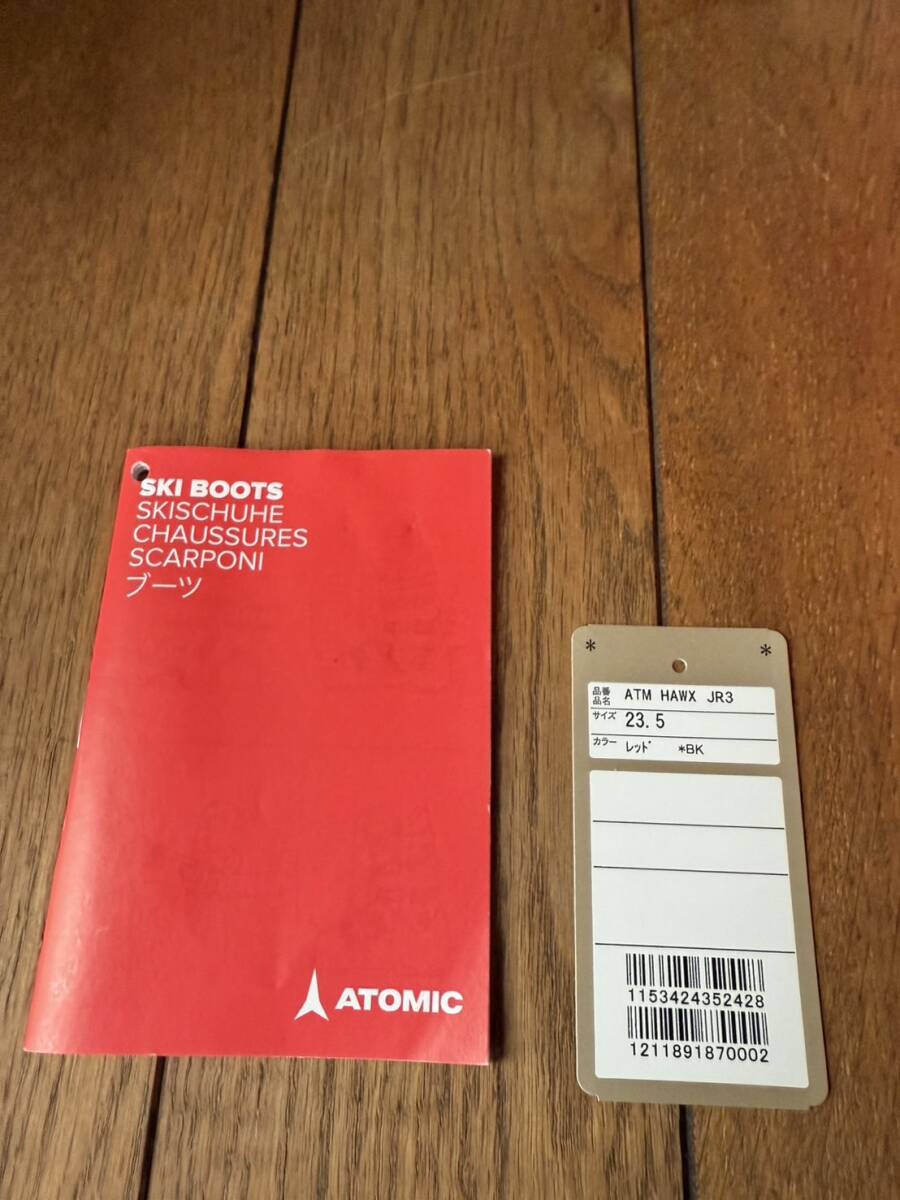 SKI BOOTS
SKISCHUHE
CHAUSSURES
SCARPONI
ブーツ
ATOMIC
* *
品番
品名 ATM HAWX JR3
サイズ 23.5
カラー レッド *BK
1153424352428
1211891870002